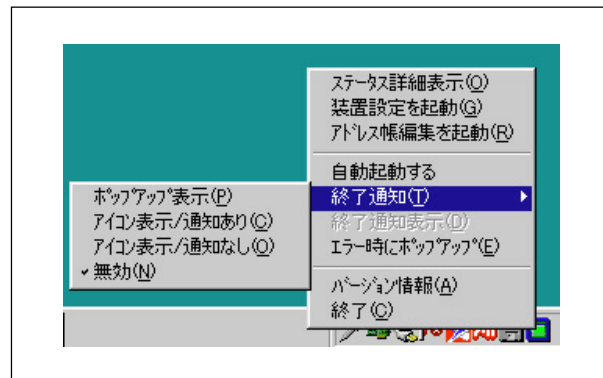 ステータス詳細表示(O)
装置設定を起動(G)
アドレス帳編集を起動(R)
自動起動する
終了通知(T)
終了通知表示(D)
エラー時にポップアップ(E)
バージョン情報(A)
終了(C)
ポップアップ表示(P)
アイコン表示/通知あり(C)
アイコン表示/通知なし(O)
無効(N)